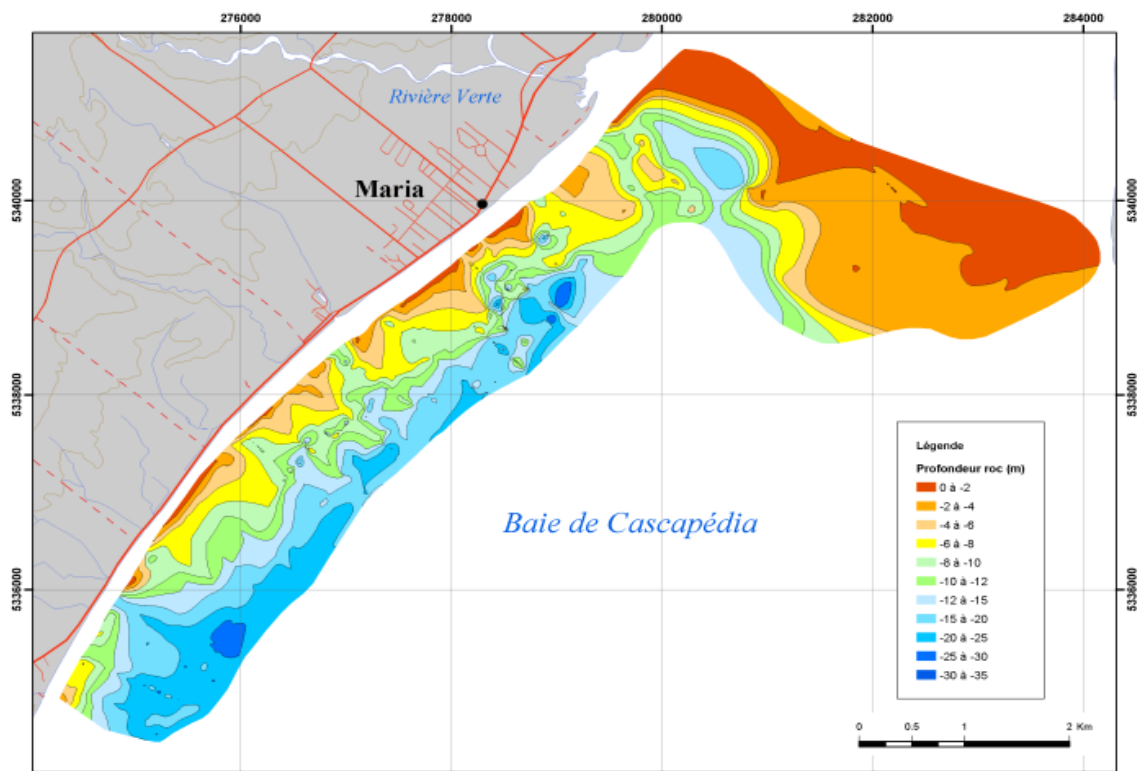 276000 278000 280000 282000 284000
Rivière Verte
Maria
5340000 5340000
5338000 5338000
Baie de Cascapédia
5336000 5336000
Légende
Profondeur roc (m)
0 à -2
-2 à -4
-4 à -6
-6 à -8
-8 à -10
-10 à -12
-12 à -15
-15 à -20
-20 à -25
-25 à -30
-30 à -35
0 0.5 1 2 Km